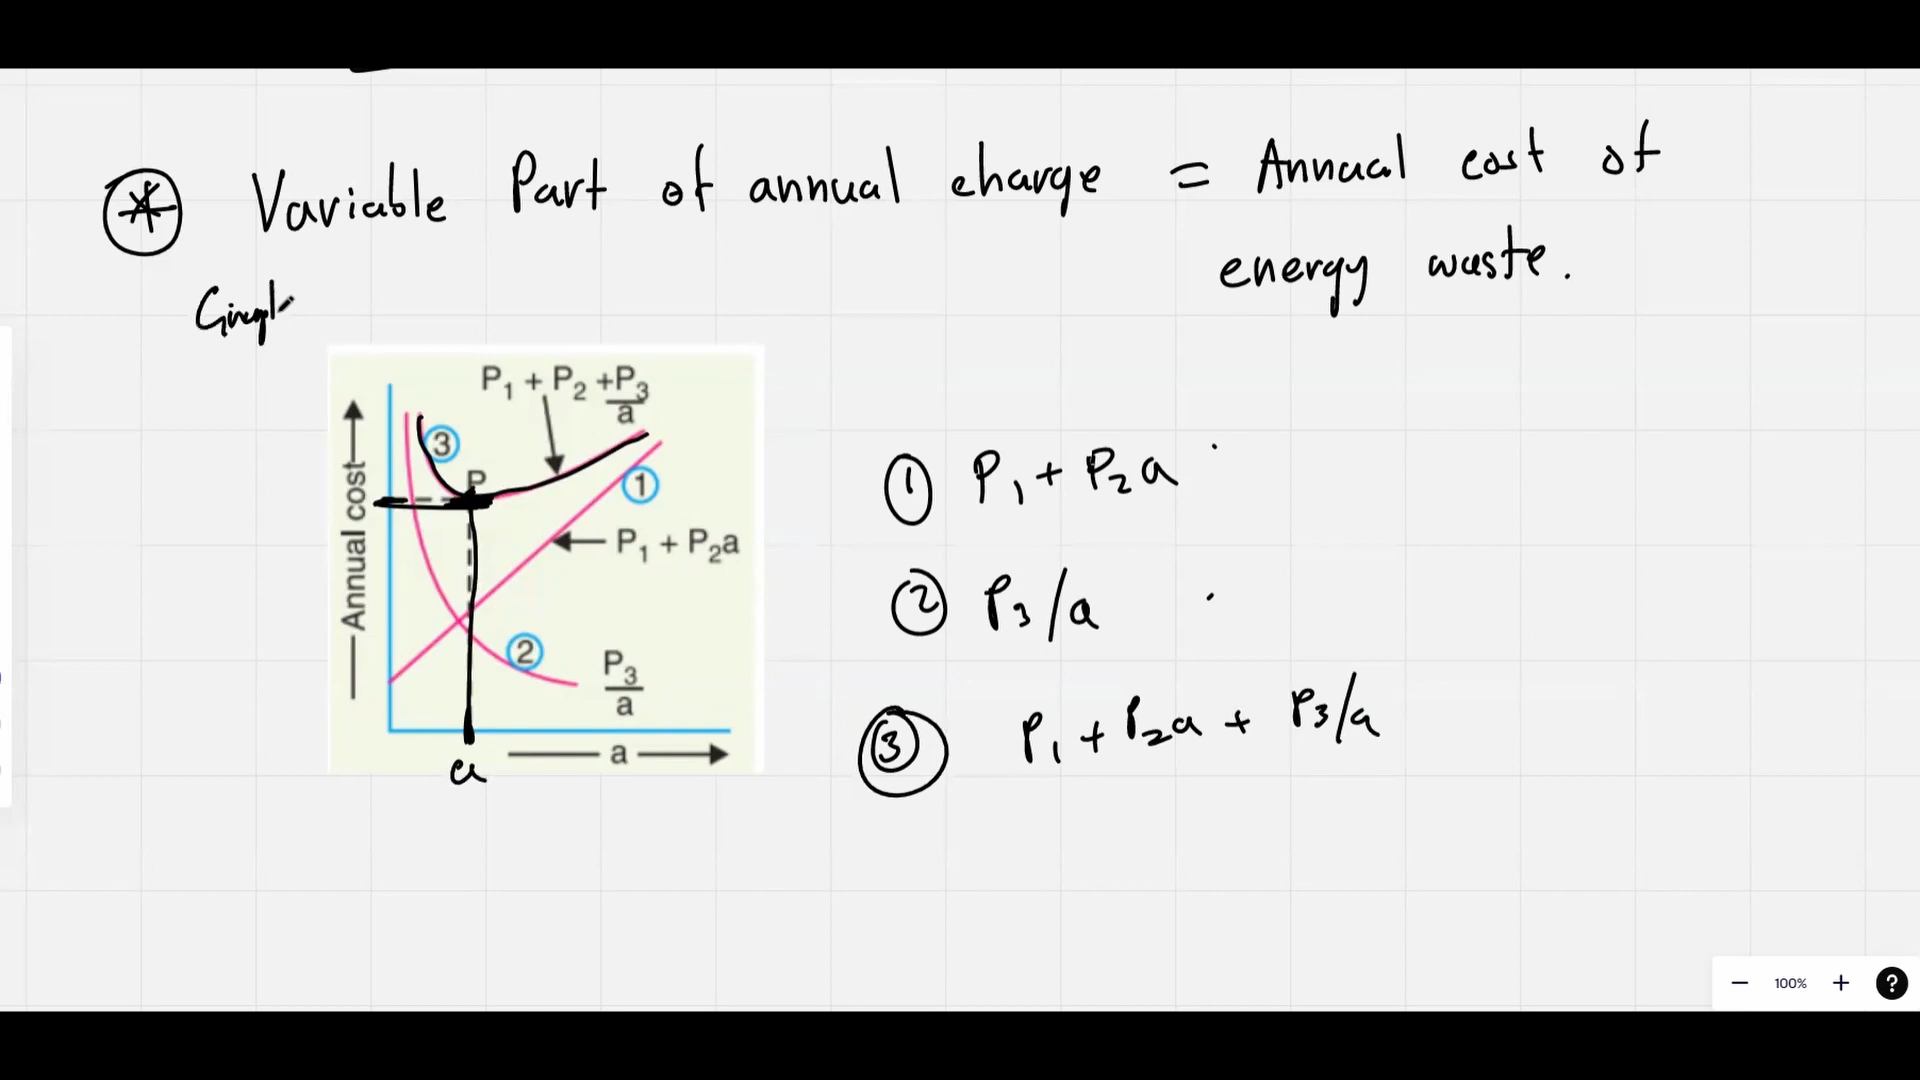 * Variable Part of annual charge = Annual cost of
energy waste.
P1 + P2 + P3/a
3
P
1
Annual cost
P1 + P2a
2
P3/a
a
a
1 P1 + P2a
2 P3/a
3 P1 + P2a + P3/a
100%
?